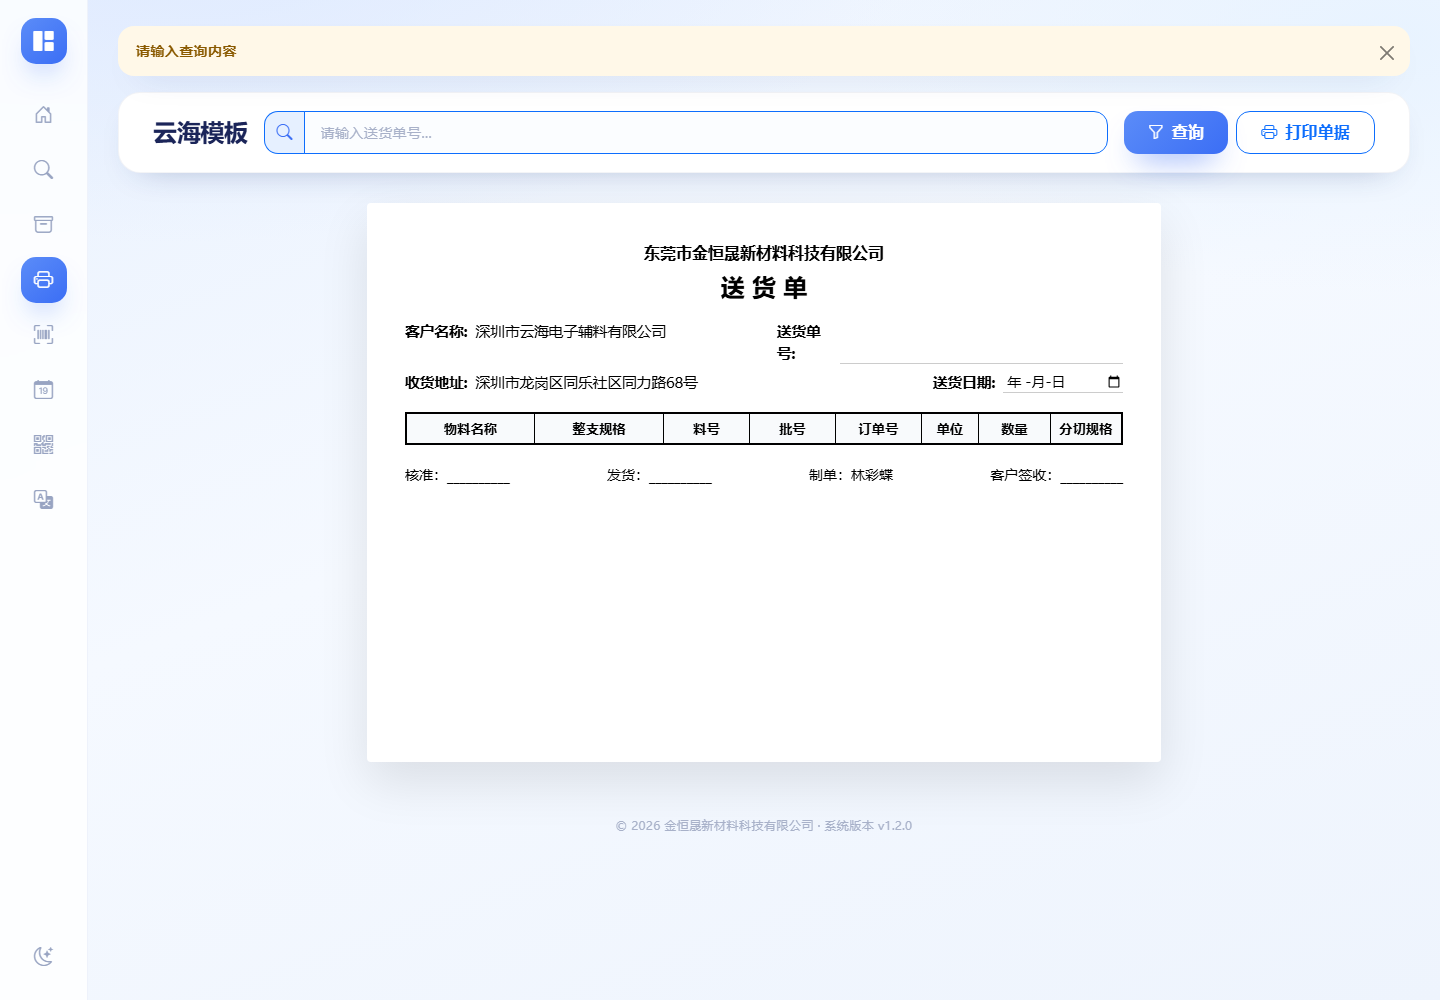 请输入查询内容
云海模板
请输入送货单号...
查询
打印单据
东莞市金恒晟新材料科技有限公司
送 货 单
客户名称: 深圳市云海电子辅料有限公司
送货单号:
收货地址: 深圳市龙岗区同乐社区同力路68号
送货日期: 年 -月-日
物料名称 整支规格 料号 批号 订单号 单位 数量 分切规格
核准：_________ 发货：_________ 制单：林彩蝶 客户签收：_________
© 2026 金恒晟新材料科技有限公司 · 系统版本 v1.2.0
19
A